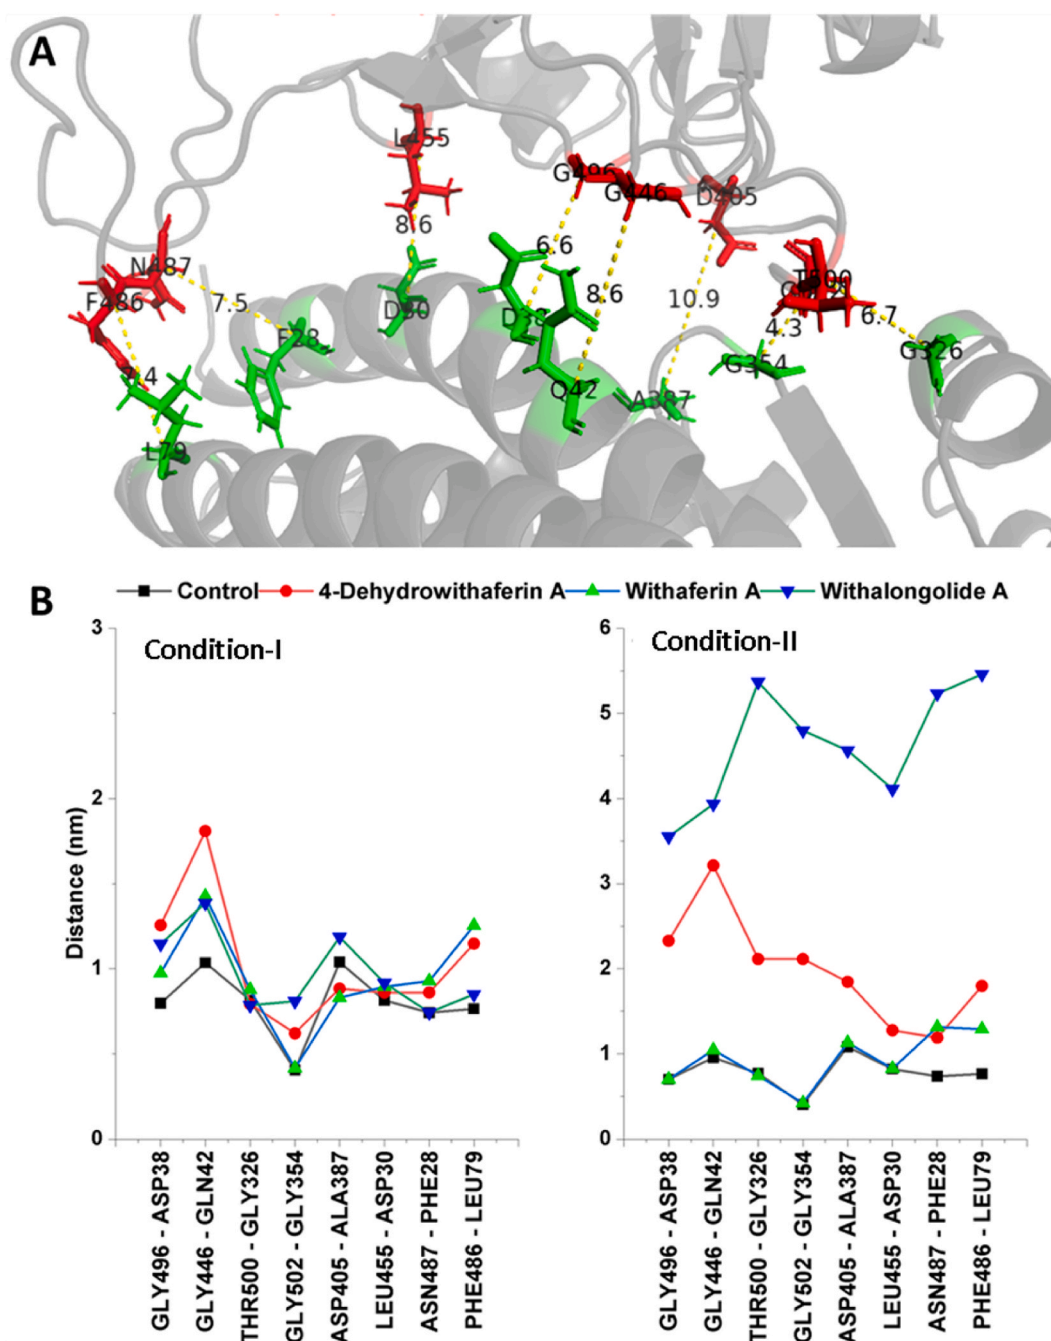 A
L455
G496
G446
D405
8.6
N487
F486
7.5
F28
D30
6.6
8.6
10.9
T500
4.3
6.7
G354
G326
4
L79
Q42
A387
B
Control 4-Dehydrowithaferin A Withaferin A Withalongolide A
Condition-I
Condition-II
Distance (nm)
3
2
1
0
6
5
4
3
2
1
0
GLY496 - ASP38
GLY446 - GLN42
THR500 - GLY326
GLY502 - GLY354
ASP405 - ALA387
LEU455 - ASP30
ASN487 - PHE28
PHE486 - LEU79
GLY496 - ASP38
GLY446 - GLN42
THR500 - GLY326
GLY502 - GLY354
ASP405 - ALA387
LEU455 - ASP30
ASN487 - PHE28
PHE486 - LEU79